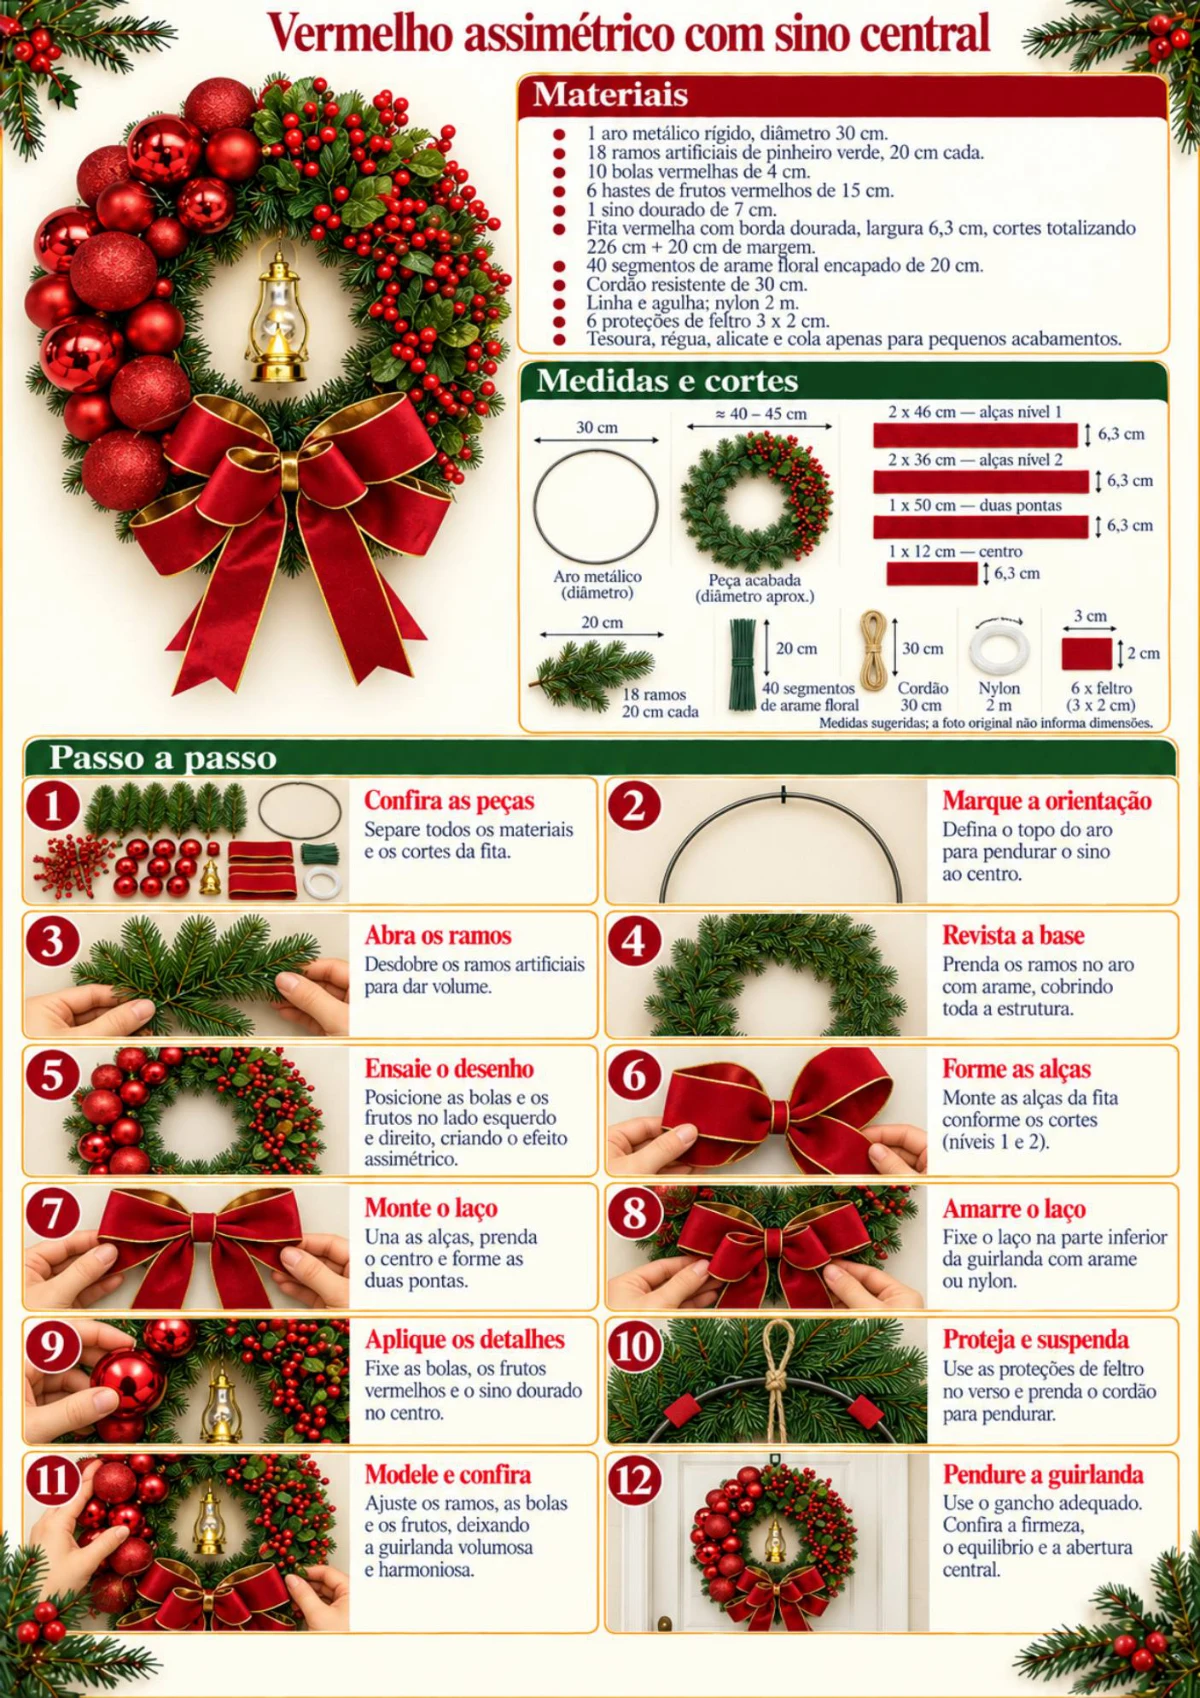 Vermelho assimétrico com sino central
Materiais
1 aro metálico rígido, diâmetro 30 cm.
18 ramos artificiais de pinheiro verde, 20 cm cada.
10 bolas vermelhas de 4 cm.
6 hastes de frutos vermelhos de 15 cm.
1 sino dourado de 7 cm.
Fita vermelha com borda dourada, largura 6,3 cm, cortes totalizando
226 cm + 20 cm de margem.
40 segmentos de arame floral encapado de 20 cm.
Cordão resistente de 30 cm.
Linha e agulha; nylon 2 m.
6 proteções de feltro 3 x 2 cm.
Tesoura, régua, alicate e cola apenas para pequenos acabamentos.
Medidas e cortes
30 cm
Aro metálico
(diâmetro)
≈ 40 – 45 cm
Peça acabada
(diâmetro aprox.)
2 x 46 cm — alças nível 1
6,3 cm
2 x 36 cm — alças nível 2
6,3 cm
1 x 50 cm — duas pontas
6,3 cm
1 x 12 cm — centro
6,3 cm
20 cm
18 ramos
20 cm cada
20 cm
40 segmentos
de arame floral
30 cm
Cordão
30 cm
Nylon
2 m
3 cm
2 cm
6 x feltro
(3 x 2 cm)
Medidas sugeridas; a foto original não informa dimensões.
Passo a passo
1
Confira as peças
Separe todos os materiais
e os cortes da fita.
2
Marque a orientação
Defina o topo do aro
para pendurar o sino
ao centro.
3
Abra os ramos
Desdobre os ramos artificiais
para dar volume.
4
Revista a base
Prenda os ramos no aro
com arame, cobrindo
toda a estrutura.
5
Ensaie o desenho
Posicione as bolas e os
frutos no lado esquerdo
e direito, criando o efeito
assimétrico.
6
Forme as alças
Monte as alças da fita
conforme os cortes
(níveis 1 e 2).
7
Monte o laço
Una as alças, prenda
o centro e forme as
duas pontas.
8
Amarre o laço
Fixe o laço na parte inferior
da guirlanda com arame
ou nylon.
9
Aplique os detalhes
Fixe as bolas, os frutos
vermelhos e o sino dourado
no centro.
10
Proteja e suspenda
Use as proteções de feltro
no verso e prenda o cordão
para pendurar.
11
Modele e confira
Ajuste os ramos, as bolas
e os frutos, deixando
a guirlanda volumosa
e harmoniosa.
12
Pendure a guirlanda
Use o gancho adequado.
Confira a firmeza,
o equilíbrio e a abertura
central.